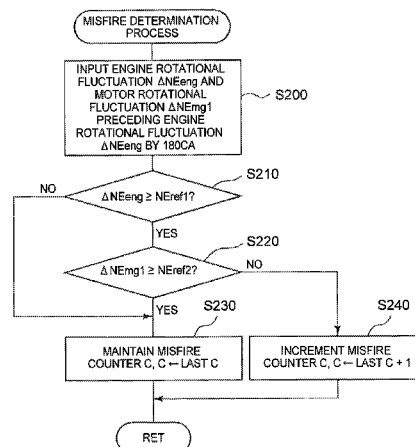 MISFIRE DETERMINATION
PROCESS
INPUT ENGINE ROTATIONAL
FLUCTUATION ΔNEeng AND
MOTOR ROTATIONAL
FLUCTUATION ΔNEmg1
PRECEDING ENGINE
ROTATIONAL FLUCTUATION
ΔNEeng BY 180CA
S200
S210
NO
ΔNEeng ≥ NEref1?
YES
S220
ΔNEmg1 ≥ NEref2?
NO
YES
S230
S240
MAINTAIN MISFIRE
COUNTER C, C ← LAST C
INCREMENT MISFIRE
COUNTER C, C ← LAST C + 1
RET